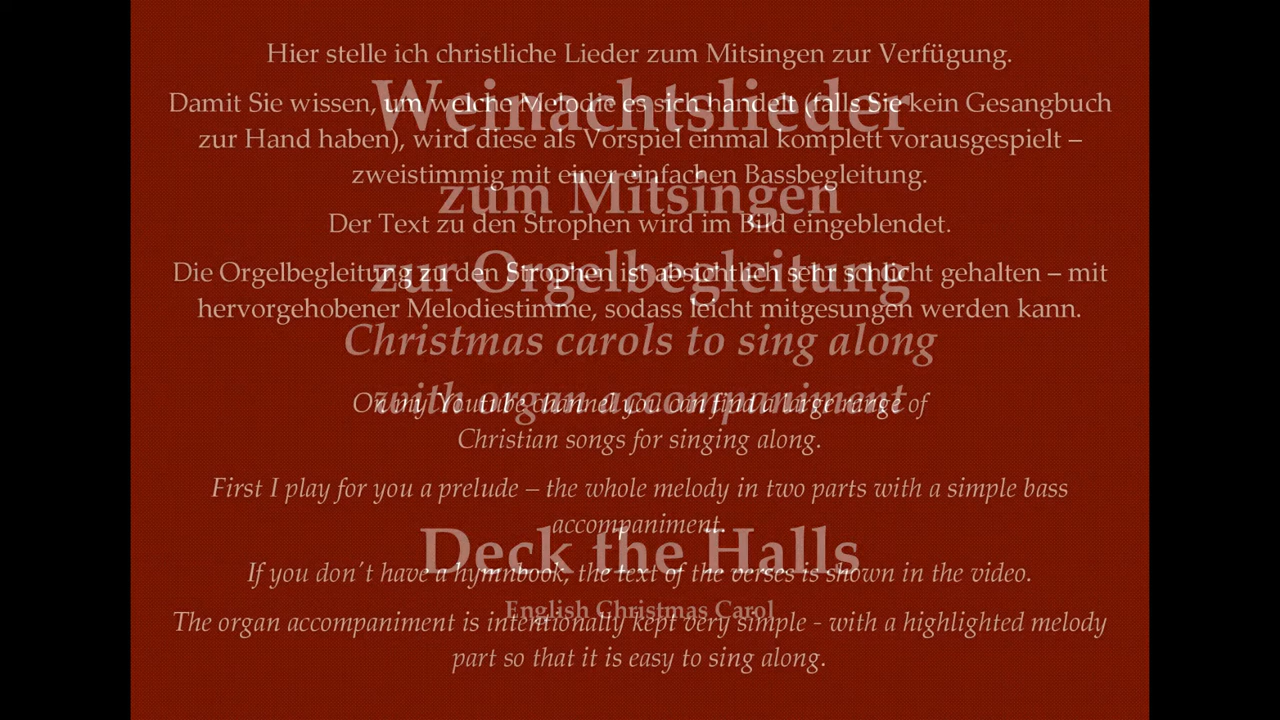 Hier stelle ich christliche Lieder zum Mitsingen zur Verfügung.
Weinachtslieder
Damit Sie wissen, um welche Melodie es sich handelt (falls Sie kein Gesangbuch
zur Hand haben), wird diese als Vorspiel einmal komplett vorausgespielt –
zweistimmig mit einer einfachen Bassbegleitung.
zum Mitsingen
Der Text zu den Strophen wird im Bild eingeblendet.
zur Orgelbegleitung
Die Orgelbegleitung zu den Strophen ist absichtlich sehr schlicht gehalten – mit
hervorgehobener Melodiestimme, sodass leicht mitgesungen werden kann.
Christmas carols to sing along
with organ accompaniment
On my Youtube channel you can find a large range of
Christian songs for singing along.
First I play for you a prelude – the whole melody in two parts with a simple bass
accompaniment.
Deck the Halls
If you don't have a hymnbook, the text of the verses is shown in the video.
English Christmas Carol
The organ accompaniment is intentionally kept very simple - with a highlighted melody
part so that it is easy to sing along.